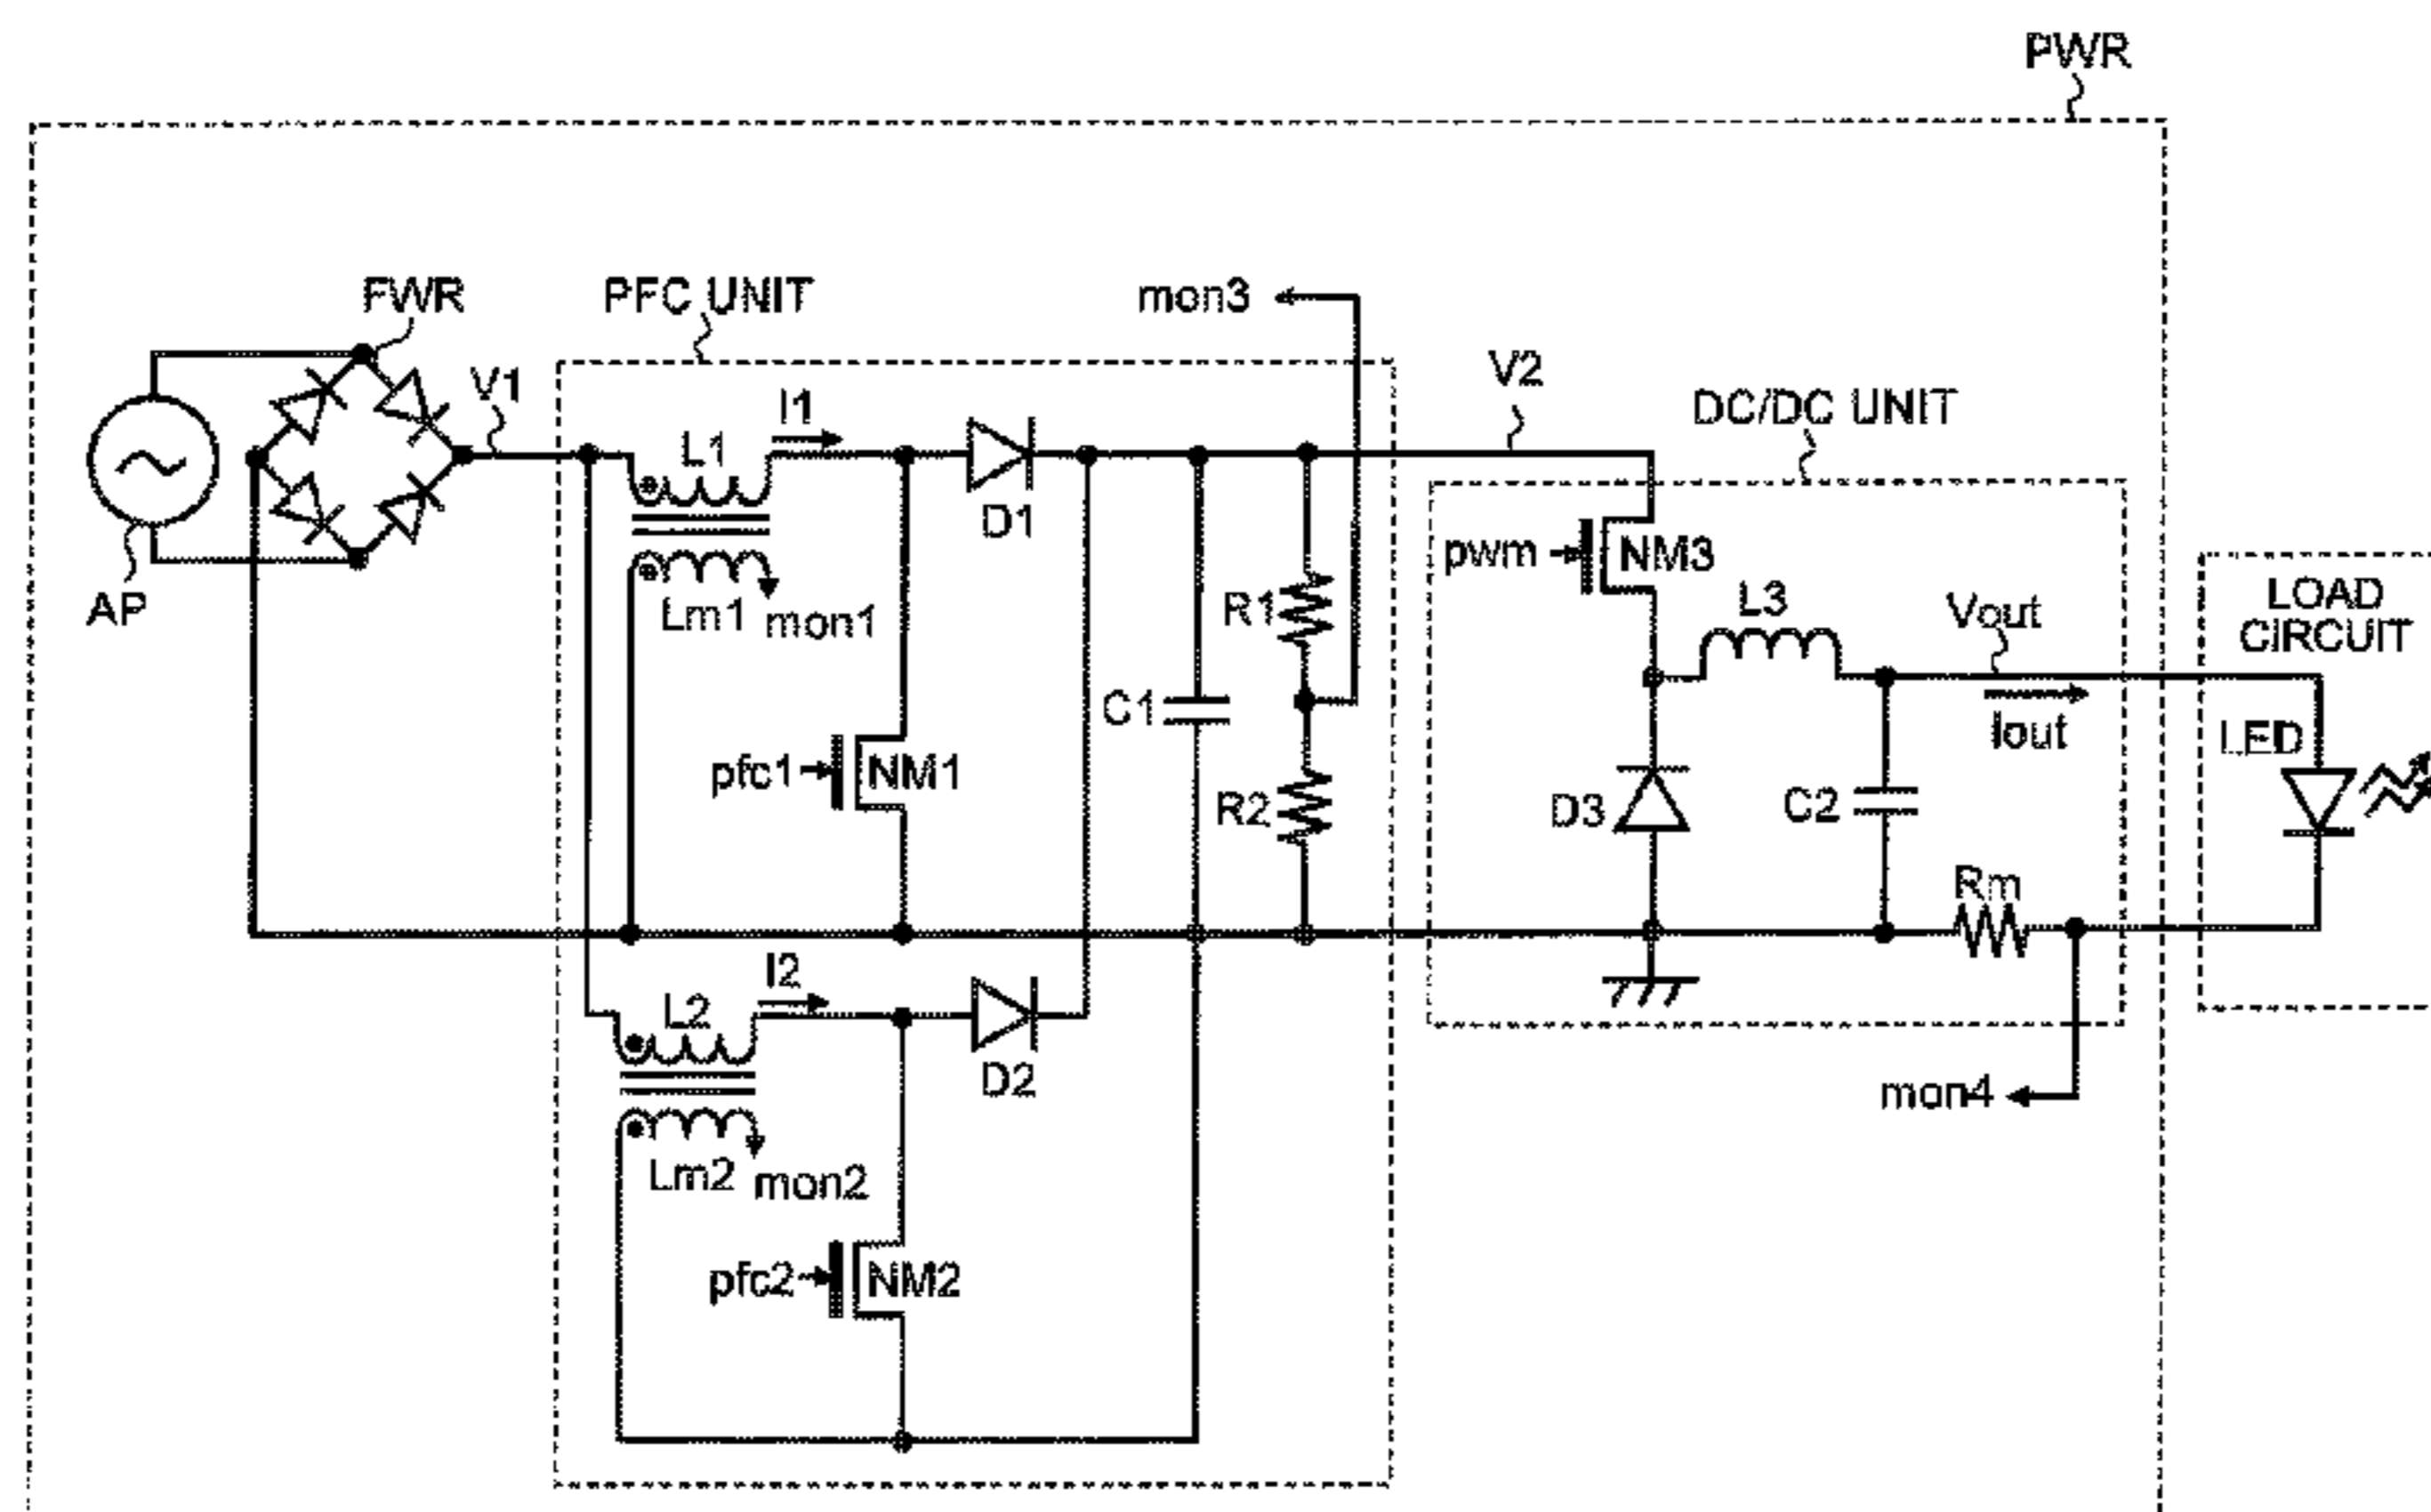 PWR
FWR
PFC UNIT
mon3
V1
I1
V2
DC/DC UNIT
L1
D1
pwm
NM3
AP
Lm1
mon1
R1
L3
Vout
LOAD
CIRCUIT
C1
Iout
LED
pfc1
NM1
R2
D3
C2
Rm
I2
L2
D2
mon4
Lm2
mon2
pfc2
NM2